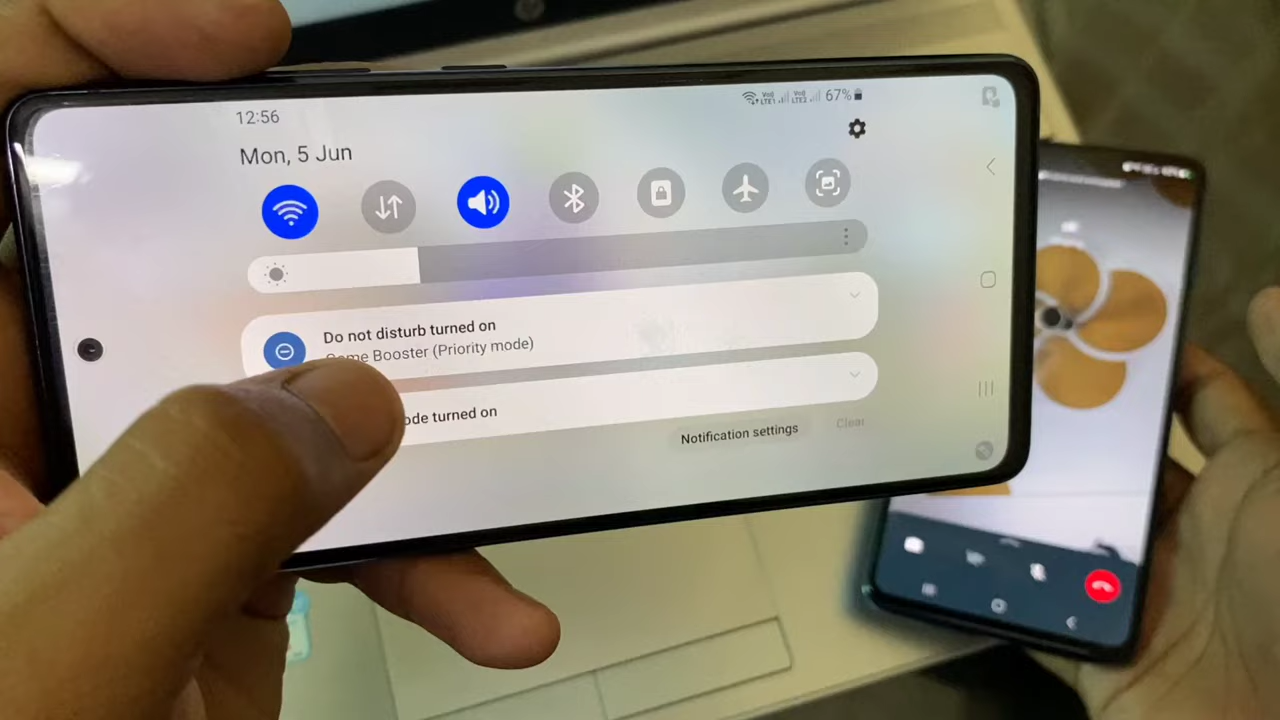 12:56
67%
Mon, 5 Jun
Do not disturb turned on
Game Booster (Priority mode)
ode turned on
Notification settings
Clear